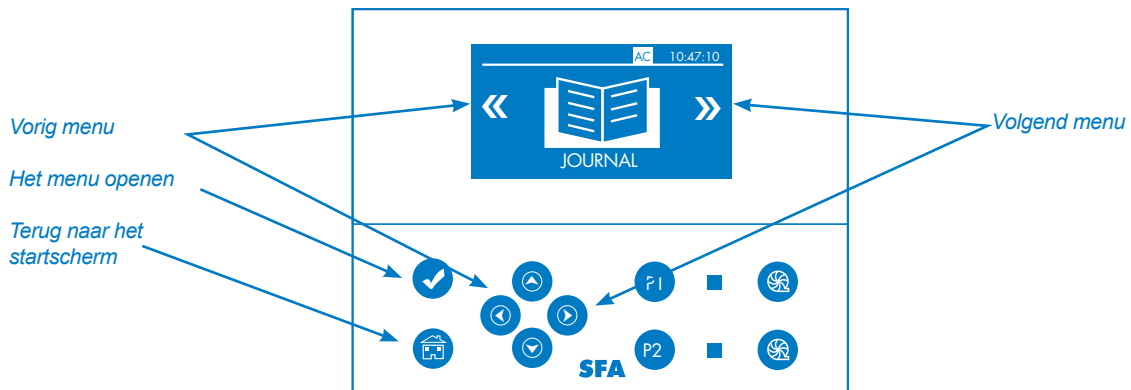 AC 10:47:10
Vorig menu
Volgend menu
JOURNAL
Het menu openen
Terug naar het
startscherm
P1
P2
SFA